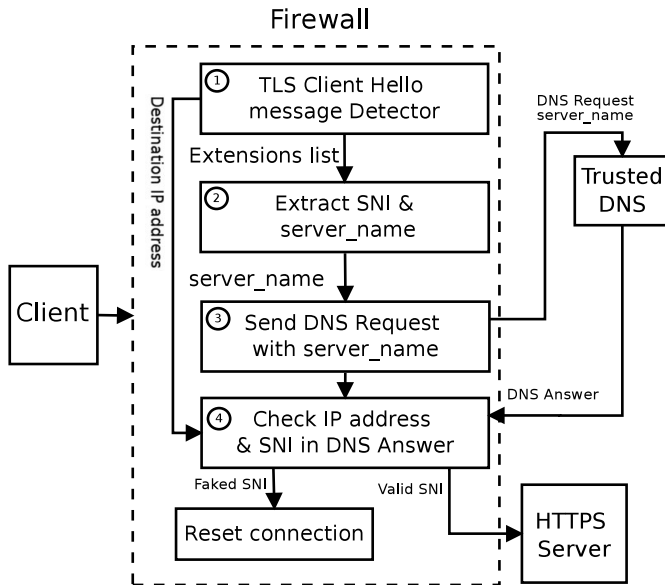 Firewall
1
TLS Client Hello
message Detector
Destination IP address
Extensions list
DNS Request
server_name
Trusted
DNS
2
Extract SNI &
server_name
server_name
Client
3
Send DNS Request
with server_name
DNS Answer
4
Check IP address
& SNI in DNS Answer
Faked SNI
Valid SNI
Reset connection
HTTPS
Server